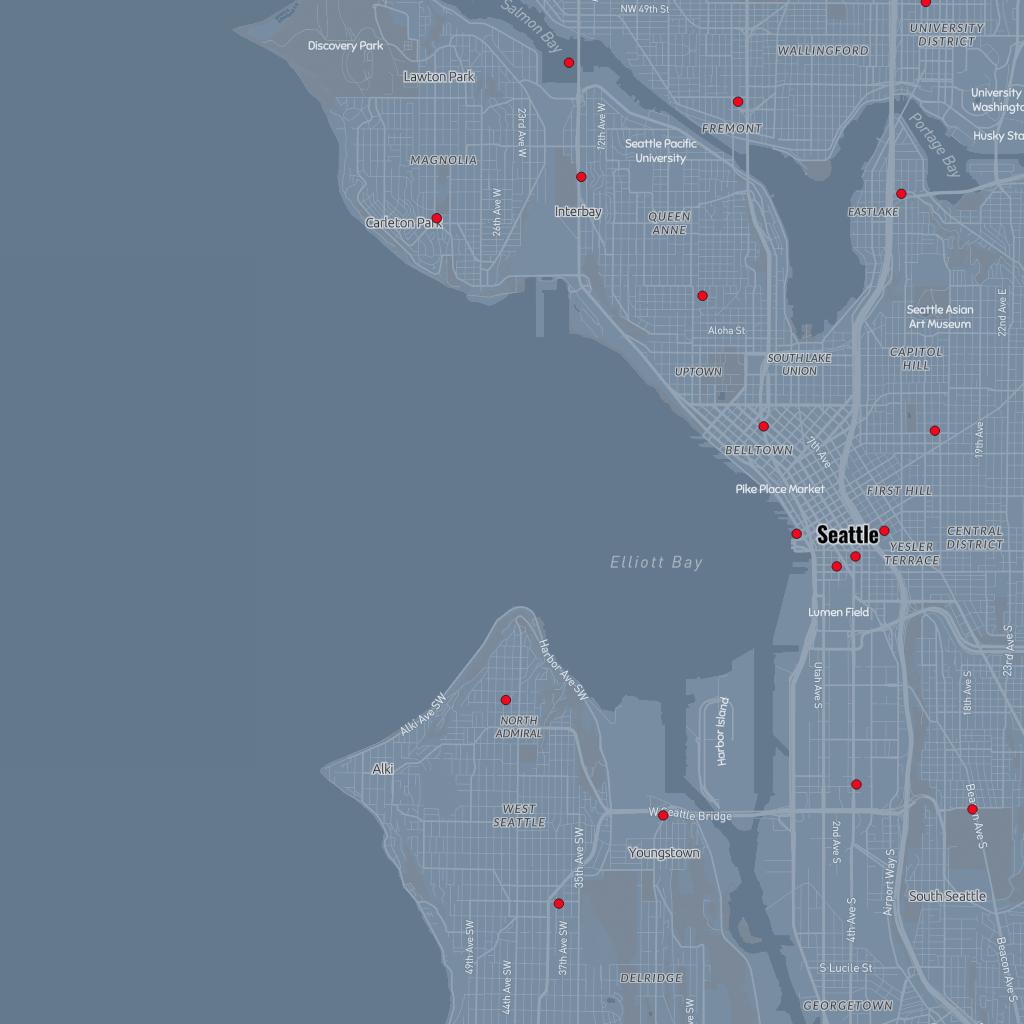 NW 49th St
Salmon Bay
UNIVERSITY
DISTRICT
Discovery Park
WALLINGFORD
Lawton Park
University
Washingto
23rd Ave W
12th Ave W
FREMONT
Portage Bay
Husky Sta
Seattle Pacific
University
MAGNOLIA
26th Ave W
Interbay
QUEEN
ANNE
EASTLAKE
Carleton Park
Seattle Asian
Art Museum
22nd Ave E
Aloha St
SOUTH LAKE
UNION
CAPITOL
HILL
UPTOWN
BELLTOWN
7th Ave
19th Ave
Pike Place Market
FIRST HILL
Seattle
CENTRAL
DISTRICT
YESLER
TERRACE
Elliott Bay
Lumen Field
Harbor Ave SW
23rd Ave S
Utah Ave S
18th Ave S
Alki Ave SW
NORTH
ADMIRAL
Harbor Island
Alki
WEST
SEATTLE
W Seattle Bridge
Beacon Ave S
2nd Ave S
35th Ave SW
Youngstown
Airport Way S
South Seattle
4th Ave S
49th Ave SW
37th Ave SW
44th Ave SW
DELRIDGE
S Lucile St
Beacon Ave S
GEORGETOWN
ve SW